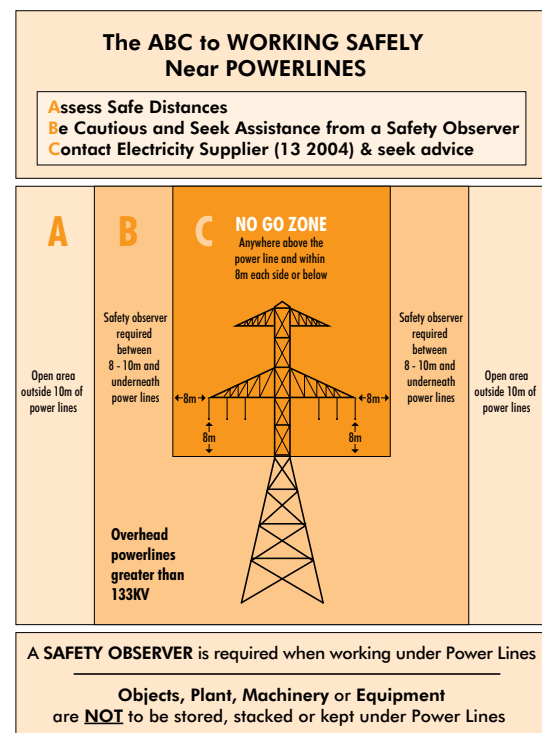 The ABC to WORKING SAFELY
Near POWERLINES
Assess Safe Distances
Be Cautious and Seek Assistance from a Safety Observer
Contact Electricity Supplier (13 2004) & seek advice
A
Open area
outside 10m of
power lines
B
Safety observer
required
between
8 - 10m and
underneath
power lines
C
NO GO ZONE
Anywhere above the
power line and within
8m each side or below
8m
8m
8m
8m
Safety observer
required
between
8 - 10m and
underneath
power lines
Open area
outside 10m of
power lines
Overhead
powerlines
greater than
133KV
A SAFETY OBSERVER is required when working under Power Lines
Objects, Plant, Machinery or Equipment
are NOT to be stored, stacked or kept under Power Lines